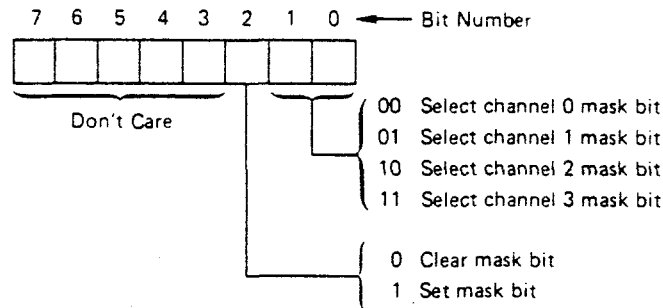 7 6 5 4 3 2 1 0 Bit Number
Don't Care
00 Select channel 0 mask bit
01 Select channel 1 mask bit
10 Select channel 2 mask bit
11 Select channel 3 mask bit
0 Clear mask bit
1 Set mask bit